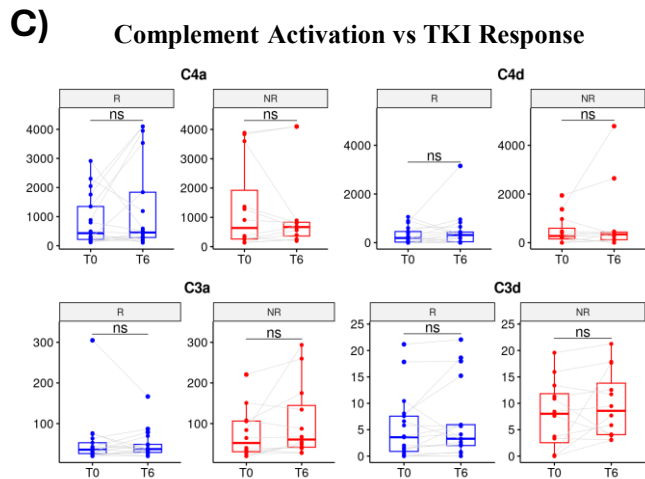 C) Complement Activation vs TKI Response
C4a
C4d
R
NR
R
NR
ns
ns
ns
ns
4000
3000
2000
1000
0
4000
3000
2000
1000
0
4000
2000
0
4000
2000
0
T0 T6
T0 T6
T0 T6
T0 T6
C3a
C3d
R
NR
R
NR
ns
ns
ns
ns
300
200
100
300
200
100
25
20
15
10
5
0
25
20
15
10
5
0
T0 T6
T0 T6
T0 T6
T0 T6